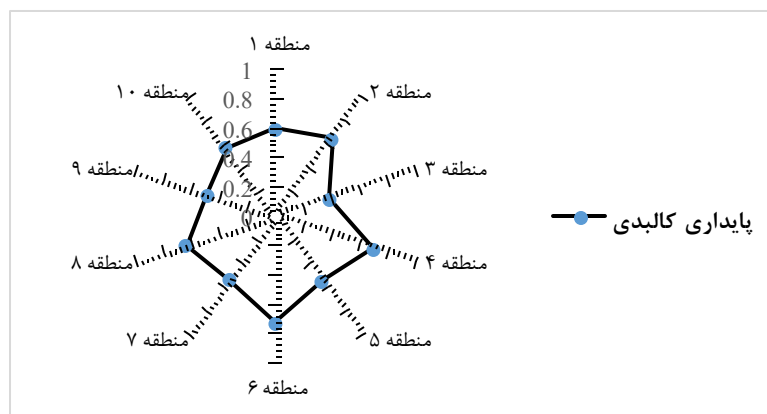 منطقه ۱
منطقه ۲
منطقه ۳
منطقه ۴
منطقه ۵
منطقه ۶
منطقه ۷
منطقه ۸
منطقه ۹
منطقه ۱۰
1
0.8
0.6
0.4
0.2
0
پایداری کالبدی